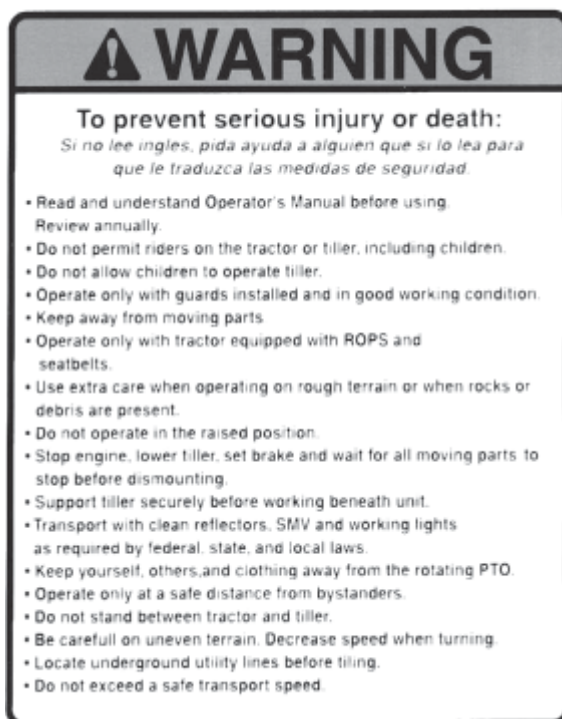 WARNING
To prevent serious injury or death:
Si no lee ingles, pida ayuda a alguien que si lo lea para
que le traduzca las medidas de seguridad.
• Read and understand Operator's Manual before using.
Review annually.
• Do not permit riders on the tractor or tiller, including children.
• Do not allow children to operate tiller.
• Operate only with guards installed and in good working condition.
• Keep away from moving parts
• Operate only with tractor equipped with ROPS and
seatbelts.
• Use extra care when operating on rough terrain or when rocks or
debris are present.
• Do not operate in the raised position.
• Stop engine, lower tiller, set brake and wait for all moving parts to
stop before dismounting.
• Support tiller securely before working beneath unit.
• Transport with clean reflectors, SMV and working lights
as required by federal, state, and local laws.
• Keep yourself, others,and clothing away from the rotating PTO.
• Operate only at a safe distance from bystanders.
• Do not stand between tractor and tiller.
• Be carefull on uneven terrain. Decrease speed when turning.
• Locate underground utility lines before tiling.
• Do not exceed a safe transport speed.